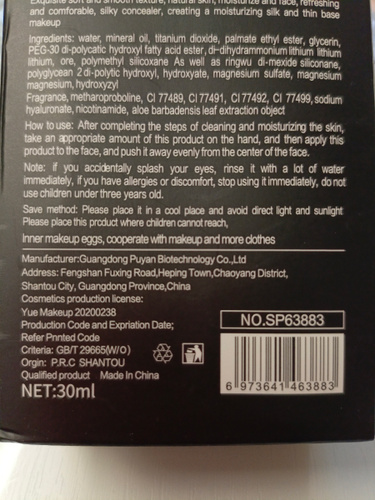 Exquisite soft and smooth texture, natural skin, moisturize and face, refreshing
and comforable, silky concealer, creating a moisturizing silk and thin base
makeup
Ingredients: water, mineral oil, titanium dioxide, palmate ethyl ester, glycerin,
PEG-30 di-polycatic hydroxyl fatty acid ester, di-dihydrammonium lithium lithium
lithium, ore, polymethyl siloxane As well as ringwu di-mexide siliconane,
polyglycean 2 di-polytic hydroxyl, hydroxyate, magnesium sulfate, magnesium
magnesium, hydroxyzyl
Fragrance, metharoproboline, CI 77489, CI 77491, CI 77492, CI 77499, sodium
hyaluronate, hicotinamide, aloe barbadensis leaf extraction object
How to use: After completing the steps of cleaning and moisturizing the skin,
take an appropriate amount of this product on the hand, and then apply this
product to the face, and push it away evenly from the center of the face.
Note: if you accidentally splash your eyes, rinse it with a lot of water
immediately, if you have allergies or discomfort, stop using it immediately, do not
use children under three years old.
Save method: Please place it in a cool place and avoid direct light and sunlight
Please place this prcduct where children cannot reach,
Inner makeup eggs, cooperate with makeup and more clothes
Manufacturer:Guangdong Puyan Biotechnology Co.,Ltd
Address: Fengshan Fuxing Road,Heping Town,Chaoyang District,
Shantou City, Guangdong Province,China
Cosmetics production license:
Yue Makeup 20200238
Production Code and Expriation Date;
Refer Pnnted Code
Criteria: GB/T 29665(W/O)
Orgin: P.R.C SHANTOU
Qualified product Made In China
NET:30ml
NO.SP63883
6 973641 463883